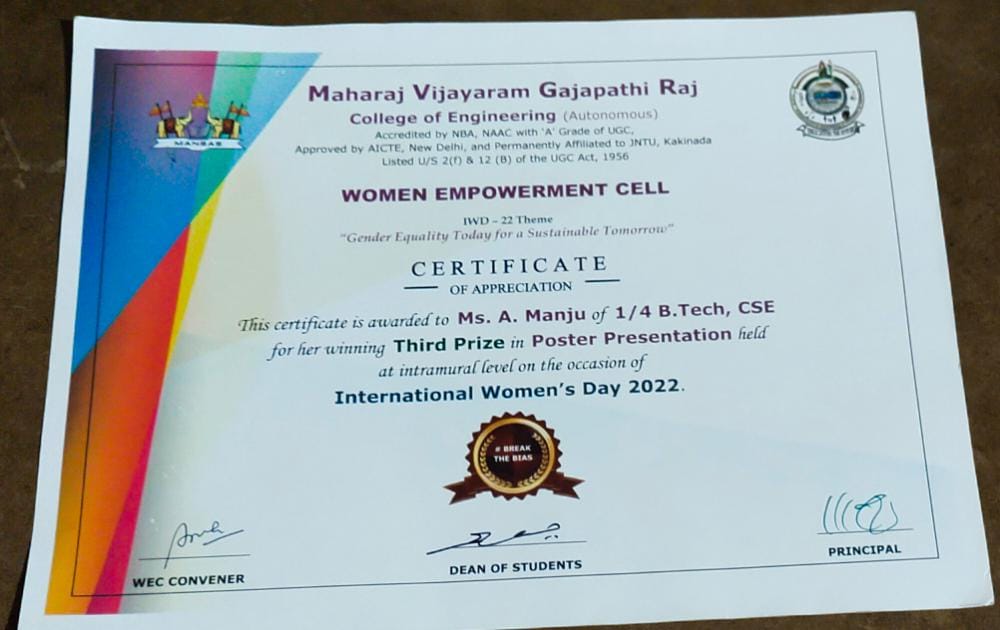 MANSAS
Maharaj Vijayaram Gajapathi Raj
College of Engineering (Autonomous)
Accredited by NBA, NAAC with 'A' Grade of UGC,
Approved by AICTE, New Delhi, and Permanently Affiliated to JNTU, Kakinada
Listed U/S 2(f) & 12 (B) of the UGC Act, 1956
WOMEN EMPOWERMENT CELL
IWD – 22 Theme
"Gender Equality Today for a Sustainable Tomorrow"
CERTIFICATE
OF APPRECIATION
This certificate is awarded to Ms. A. Manju of 1/4 B.Tech, CSE
for her winning Third Prize in Poster Presentation held
at intramural level on the occasion of
International Women's Day 2022.
# BREAK
THE BIAS
WEC CONVENER
DEAN OF STUDENTS
PRINCIPAL